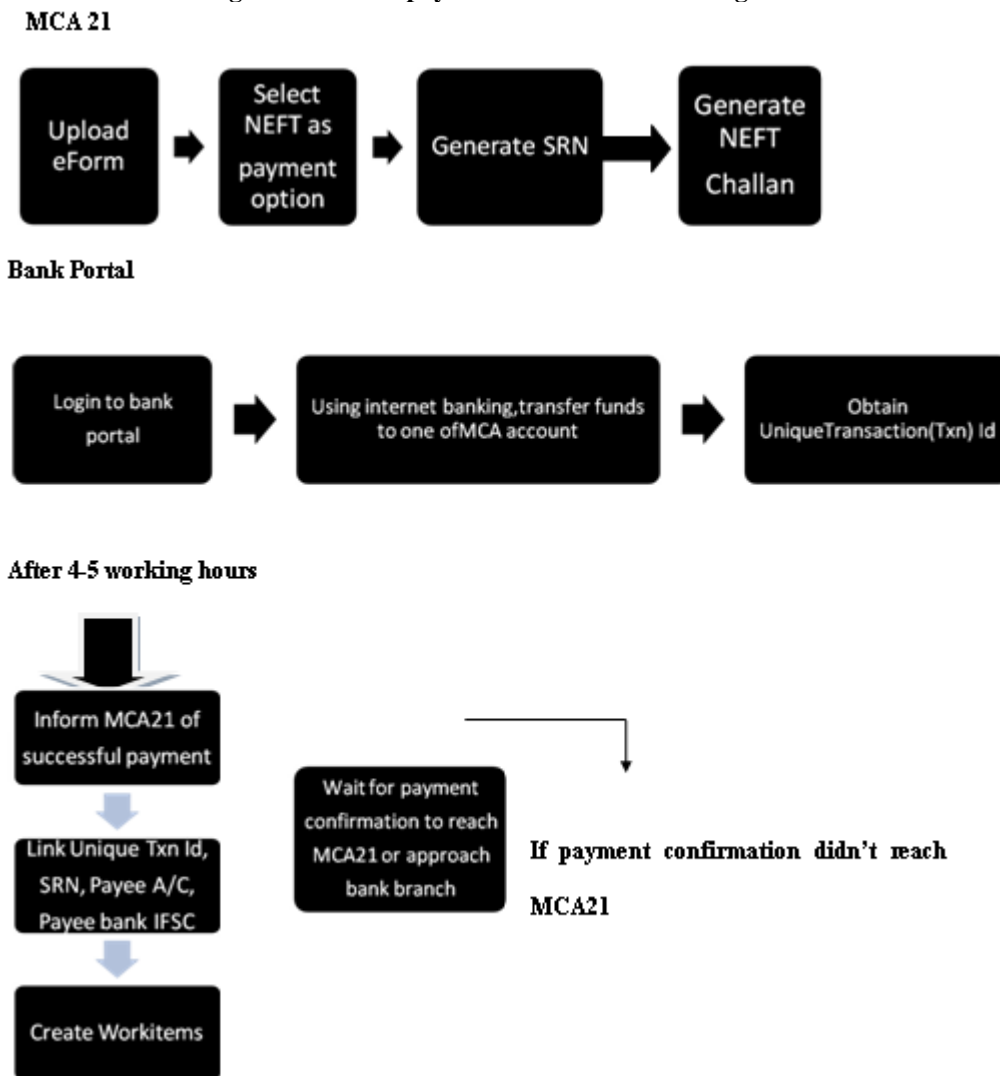 MCA 21
Upload
eForm
Select
NEFT as
payment
option
Generate SRN
Generate
NEFT
Challan
Bank Portal
Login to bank
portal
Using internet banking,transfer funds
to one ofMCA account
Obtain
UniqueTransaction(Txn) Id
After 4-5 working hours
Inform MCA21 of
successful payment
Link Unique Txn Id,
SRN, Payee A/C,
Payee bank IFSC
Create Workitems
Wait for payment
confirmation to reach
MCA21 or approach
bank branch
If payment confirmation didn't reach
MCA21